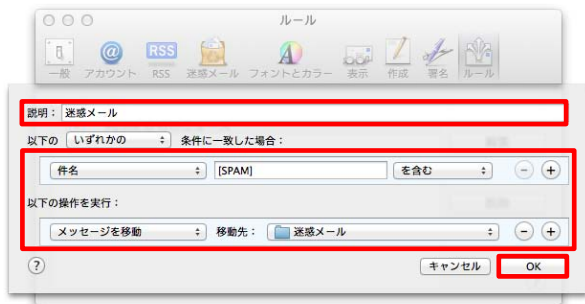 ルール
一般 アカウント RSS 迷惑メール フォントとカラー 表示 作成 署名 ルール
説明： 迷惑メール
以下の いずれかの 条件に一致した場合：
件名 [SPAM] を含む
以下の操作を実行：
メッセージを移動 移動先： 迷惑メール
? キャンセル OK